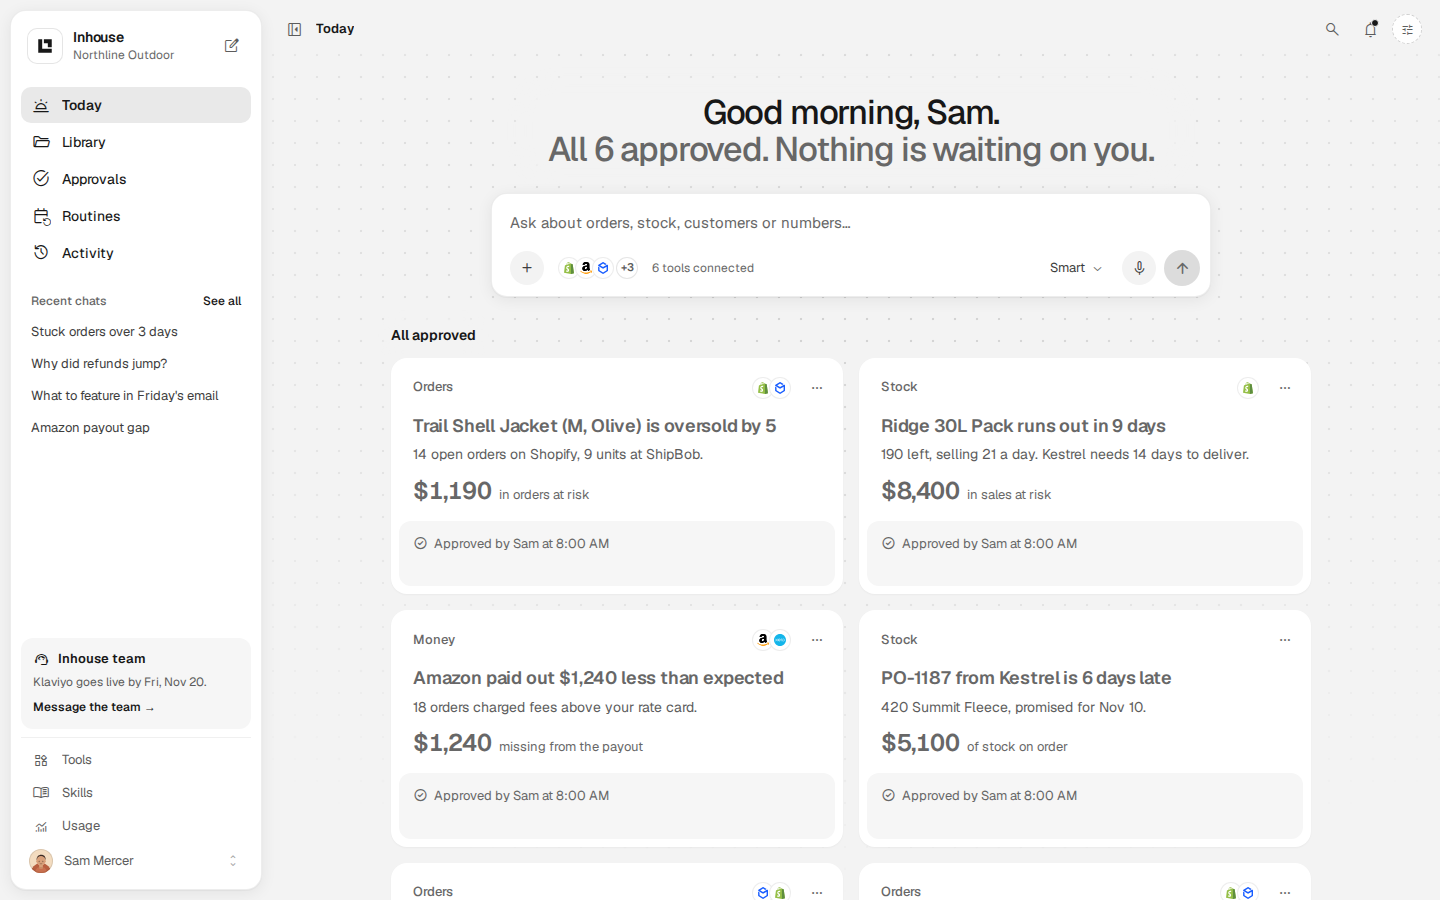 Inhouse
Northline Outdoor
Today
Library
Approvals
Routines
Activity
Recent chats
See all
Stuck orders over 3 days
Why did refunds jump?
What to feature in Friday's email
Amazon payout gap
Inhouse team
Klaviyo goes live by Fri, Nov 20.
Message the team →
Tools
Skills
Usage
Sam Mercer
Today
Good morning, Sam.
All 6 approved. Nothing is waiting on you.
Ask about orders, stock, customers or numbers...
+3
6 tools connected
Smart
All approved
Orders
Trail Shell Jacket (M, Olive) is oversold by 5
14 open orders on Shopify, 9 units at ShipBob.
$1,190 in orders at risk
Approved by Sam at 8:00 AM
Stock
Ridge 30L Pack runs out in 9 days
190 left, selling 21 a day. Kestrel needs 14 days to deliver.
$8,400 in sales at risk
Approved by Sam at 8:00 AM
Money
Amazon paid out $1,240 less than expected
18 orders charged fees above your rate card.
$1,240 missing from the payout
Approved by Sam at 8:00 AM
Stock
PO-1187 from Kestrel is 6 days late
420 Summit Fleece, promised for Nov 10.
$5,100 of stock on order
Approved by Sam at 8:00 AM
Orders
Orders